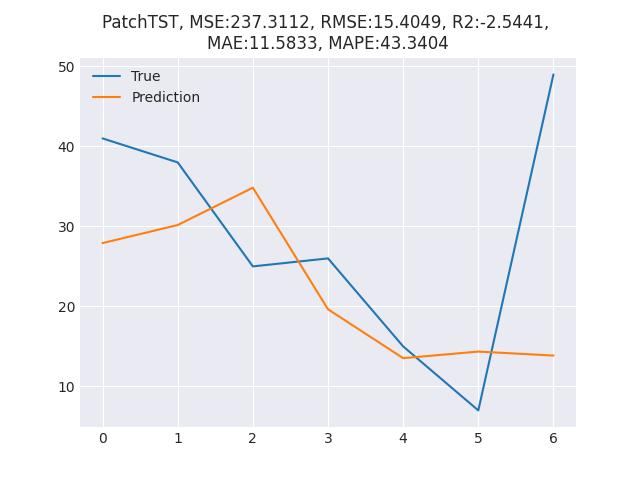 PatchTST, MSE:237.3112, RMSE:15.4049, R2:-2.5441,
MAE:11.5833, MAPE:43.3404
50
True
Prediction
40
30
20
10
0 1 2 3 4 5 6